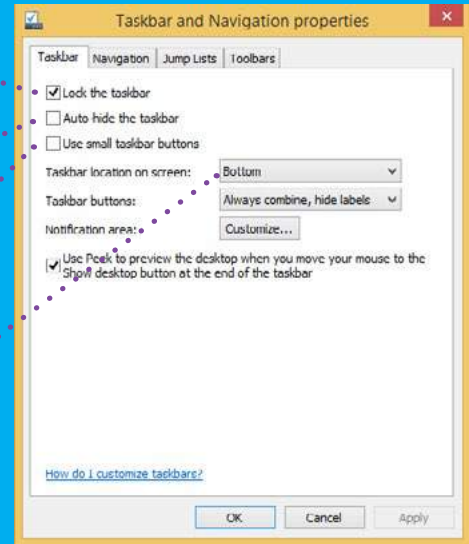 Taskbar and Navigation properties
Taskbar Navigation Jump Lists Toolbars
Lock the taskbar
Auto hide the taskbar
Use small taskbar buttons
Taskbar location on screen: Bottom
Taskbar buttons: Always combine, hide labels
Notification area: Customize...
Use Peek to preview the desktop when you move your mouse to the
Show desktop button at the end of the taskbar
How do I customize taskbars?
OK Cancel Apply